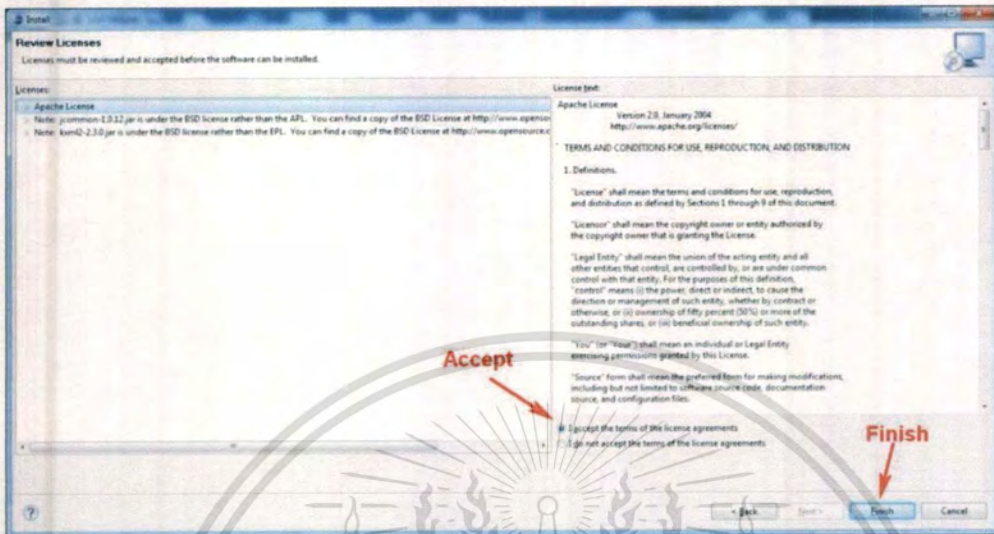 Install
Review Licenses
Licenses must be reviewed and accepted before the software can be installed.
Licenses:
Apache License
Note: jcommon-1.0.12.jar is under the BSD license rather than the APL. You can find a copy of the BSD License at http://www.openso
Note: kxml2-2.3.0.jar is under the BSD license rather than the EPL. You can find a copy of the BSD License at http://www.opensource.c
License text:
Apache License
Version 2.0, January 2004
http://www.apache.org/licenses/
TERMS AND CONDITIONS FOR USE, REPRODUCTION, AND DISTRIBUTION
1. Definitions.
"License" shall mean the terms and conditions for use, reproduction,
and distribution as defined by Sections 1 through 9 of this document.
"Licensor" shall mean the copyright owner or entity authorized by
the copyright owner that is granting the License.
"Legal Entity" shall mean the union of the acting entity and all
other entities that control, are controlled by, or are under common
control with that entity. For the purposes of this definition,
"control" means (i) the power, direct or indirect, to cause the
direction or management of such entity, whether by contract or
otherwise, or (ii) ownership of fifty percent (50%) or more of the
outstanding shares, or (iii) beneficial ownership of such entity.
"You" (or "Your") shall mean an individual or Legal Entity
exercising permissions granted by this License.
"Source" form shall mean the preferred form for making modifications,
including but not limited to software source code, documentation
source, and configuration files.
Accept
I accept the terms of the license agreements
I do not accept the terms of the license agreements
Finish
< Back
Next >
Finish
Cancel